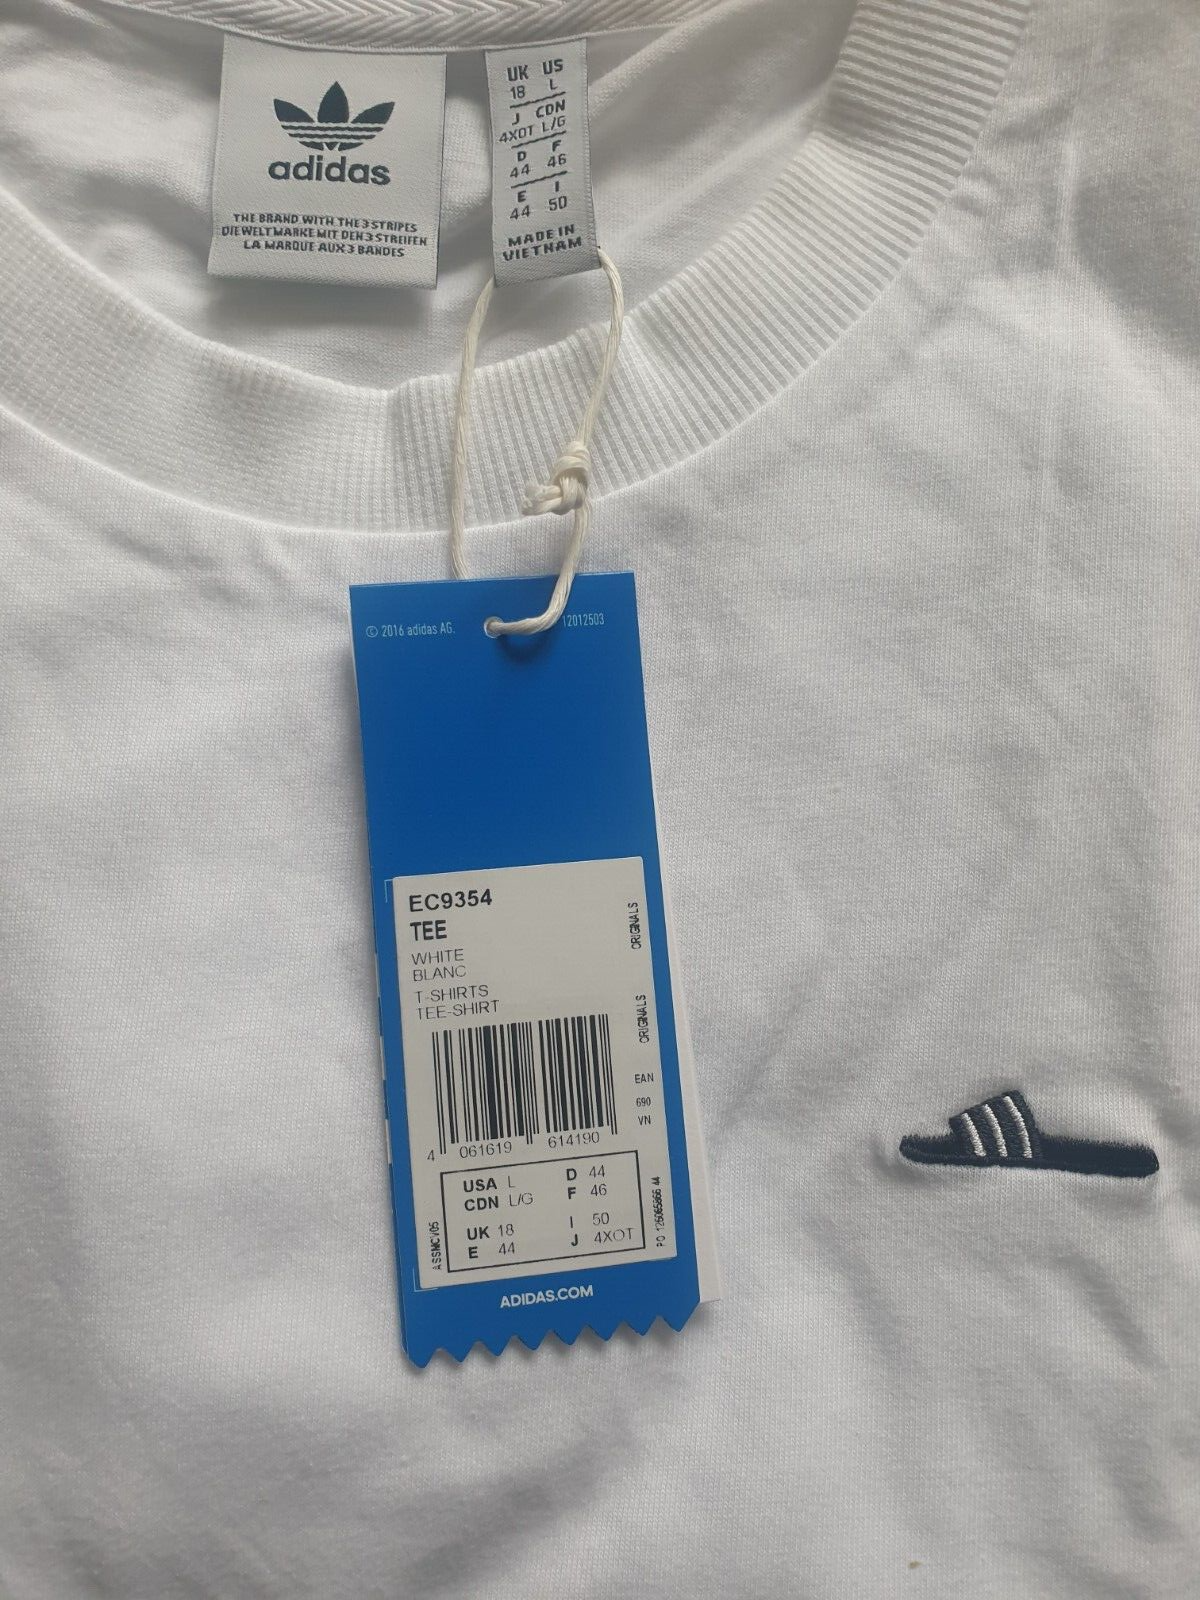 adidas
THE BRAND WITH THE 3 STRIPES
DIE WELTMARKE MIT DEN 3 STREIFEN
LA MARQUE AUX 3 BANDES
UK US
18 L
J CDN
4XOT L/G
D F
44 46
E I
44 50
MADE IN
VIETNAM
© 2016 adidas AG.
12012503
EC9354
TEE
WHITE
BLANC
T-SHIRTS
TEE-SHIRT
ORIGINALS
ORIGINALS
EAN
690
VN
4 061619 614190
USA L D 44
CDN L/G F 46
UK 18 I 50
E 44 J 4XOT
ASSMCV05
ADIDAS.COM